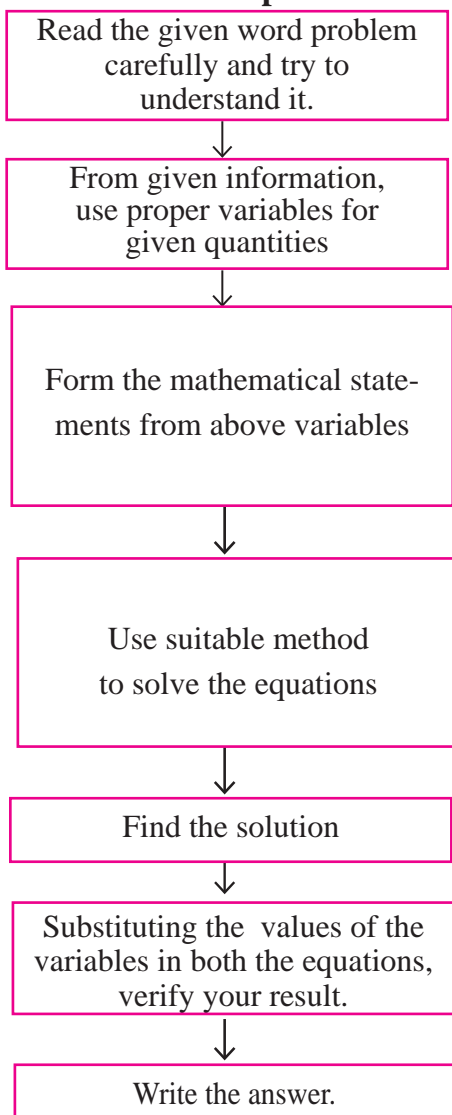 Read the given word problem
carefully and try to
understand it.
From given information,
use proper variables for
given quantities
Form the mathematical state-
ments from above variables
Use suitable method
to solve the equations
Find the solution
Substituting the values of the
variables in both the equations,
verify your result.
Write the answer.